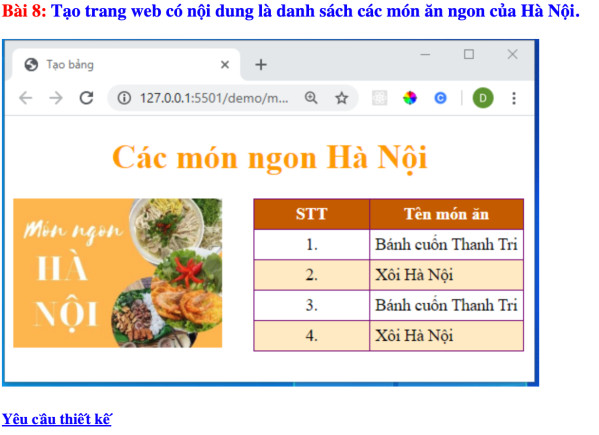 Bài 8: Tạo trang web có nội dung là danh sách các món ăn ngon của Hà Nội.
Tạo bảng
127.0.0.1:5501/demo/m...
D
Các món ngon Hà Nội
Món ngon
HÀ
NỘI
STT Tên món ăn
1. Bánh cuốn Thanh Trì
2. Xôi Hà Nội
3. Bánh cuốn Thanh Trì
4. Xôi Hà Nội
Yêu cầu thiết kế